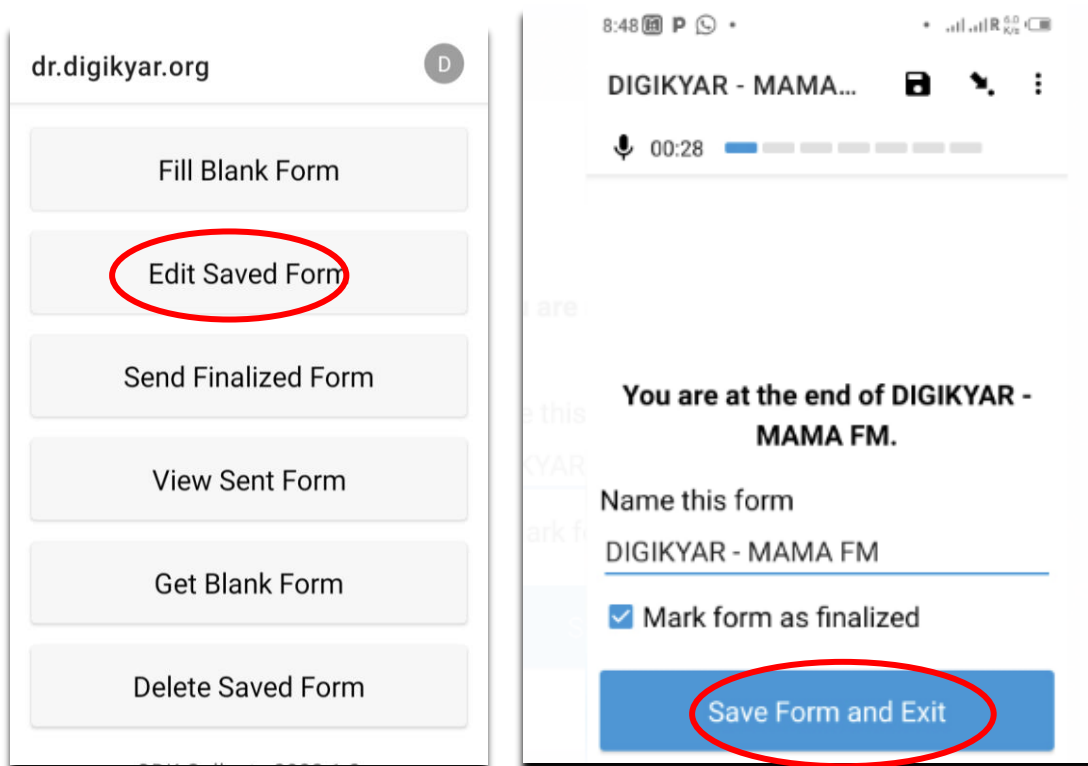 dr.digikyar.org
D
Fill Blank Form
Edit Saved Form
Send Finalized Form
View Sent Form
Get Blank Form
Delete Saved Form
8:48
P
R
6.0
K/s
DIGIKYAR - MAMA...
00:28
You are at the end of DIGIKYAR -
MAMA FM.
Name this form
DIGIKYAR - MAMA FM
Mark form as finalized
Save Form and Exit